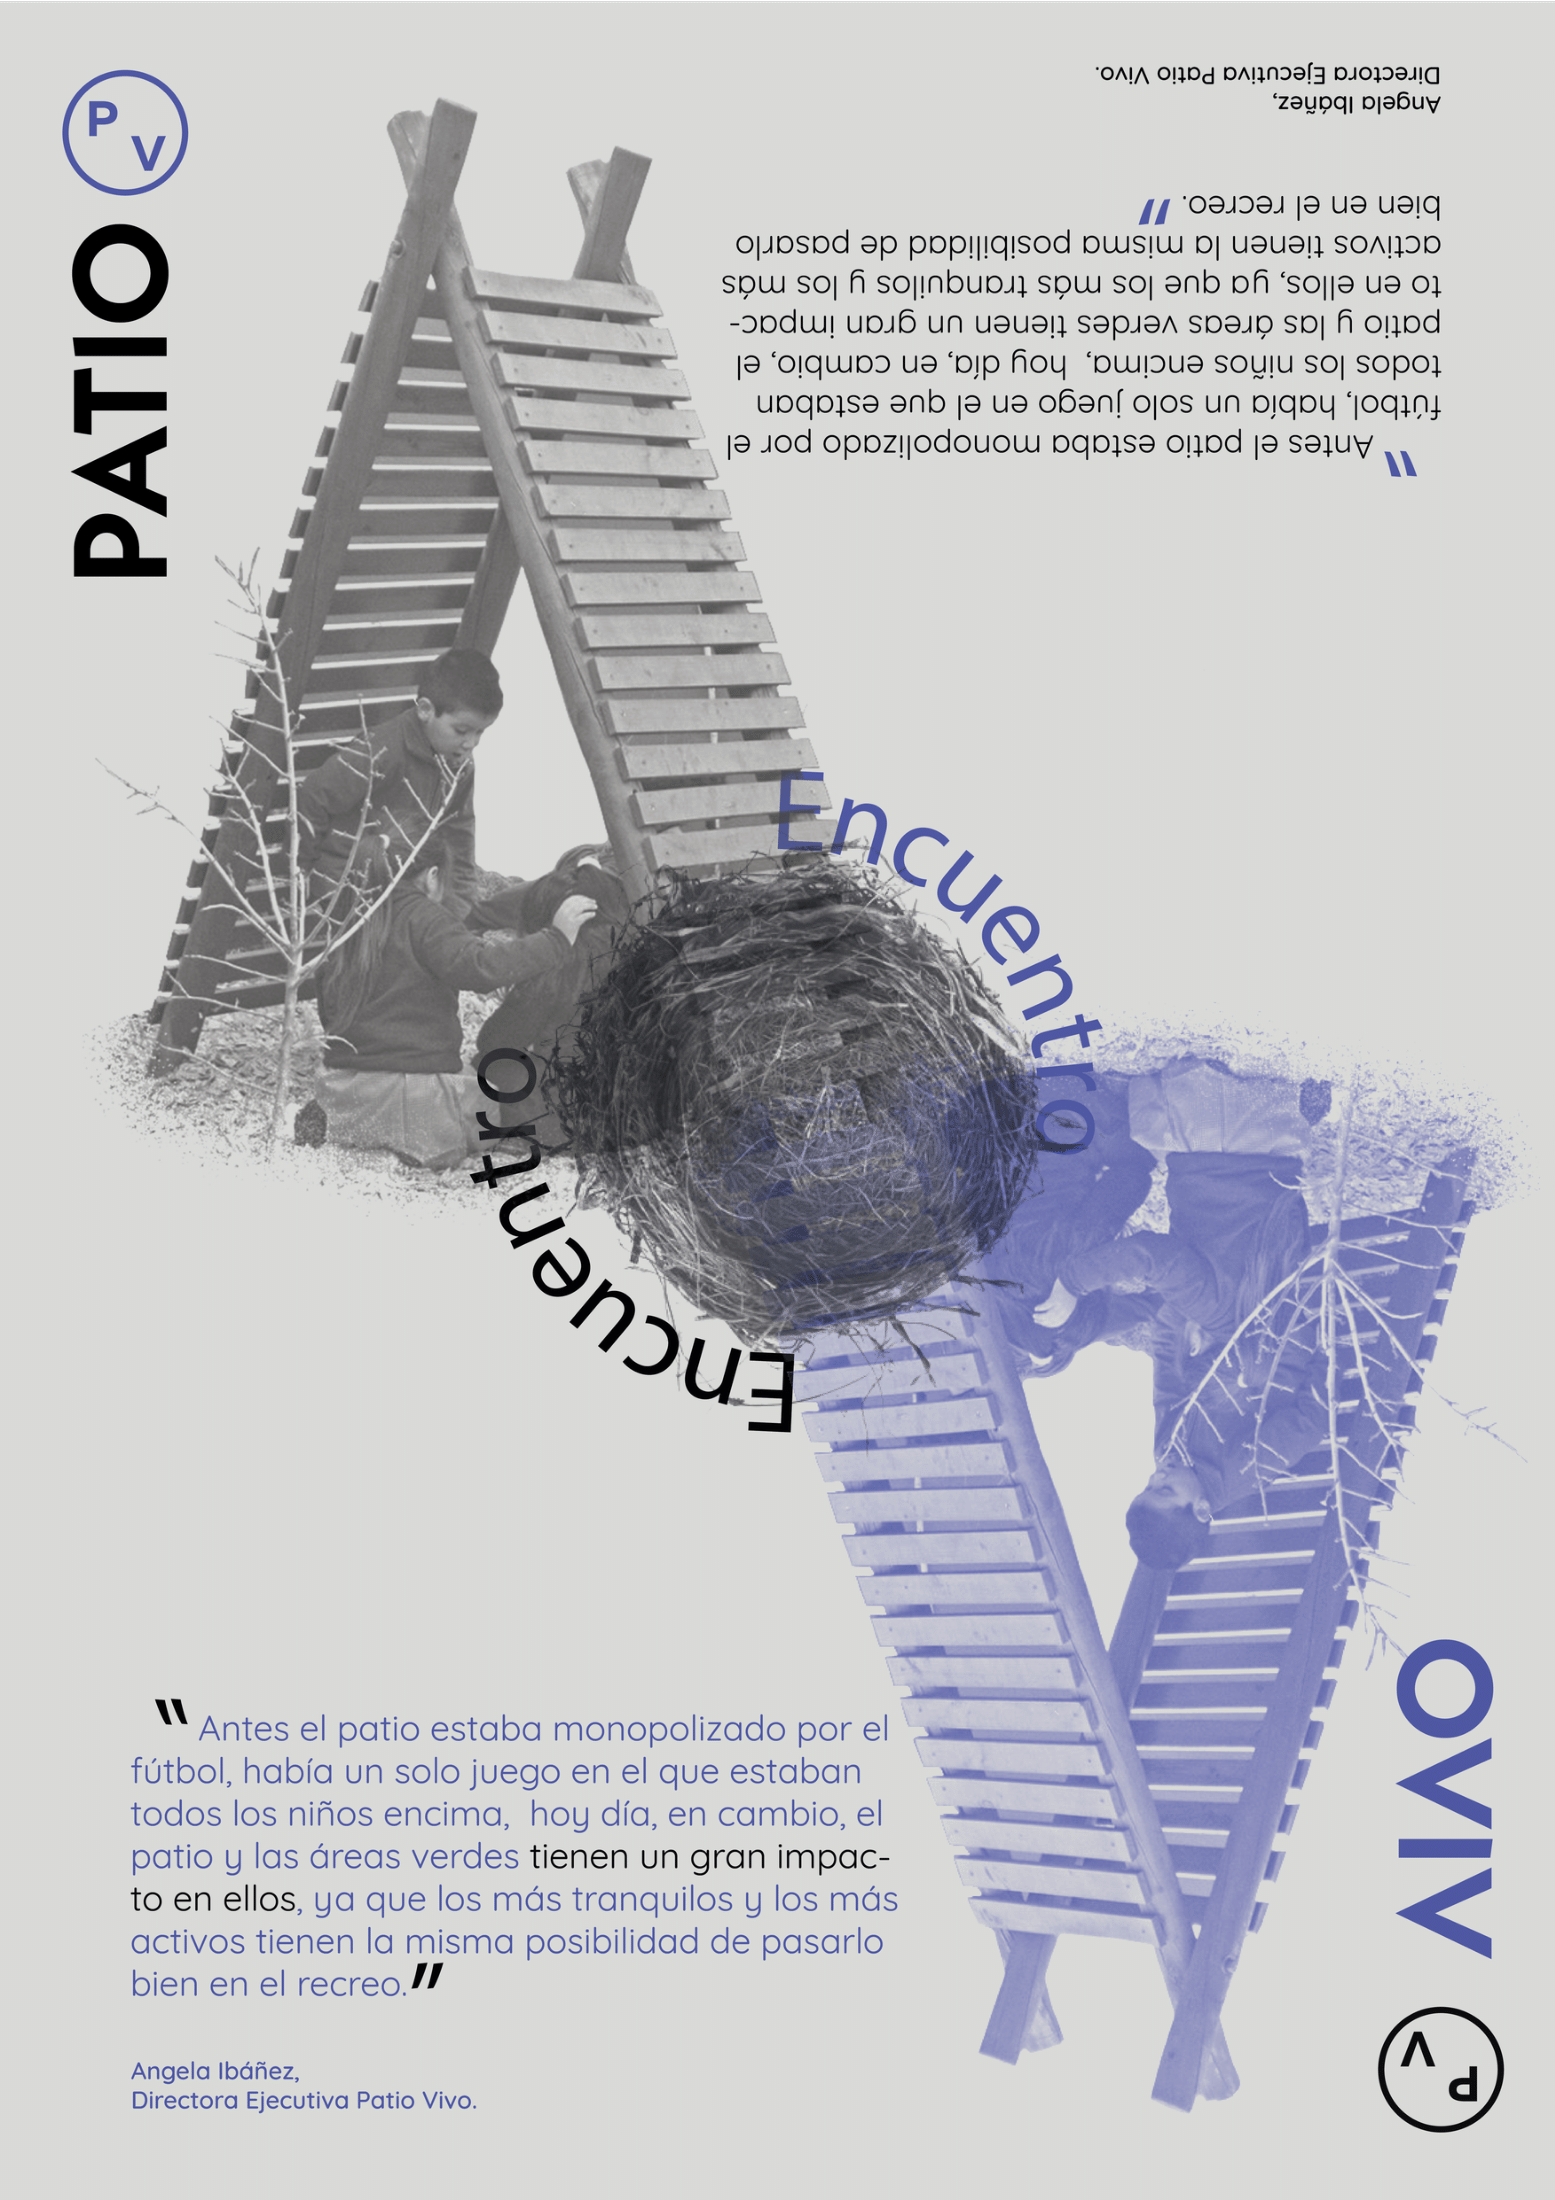 P
V
PATIO
Angela Ibáñez,
Directora Ejecutiva Patio Vivo.
“ Antes el patio estaba monopolizado por el
fútbol, había un solo juego en el que estaban
todos los niños encima,  hoy día, en cambio, el
patio y las áreas verdes tienen un gran impac-
to en ellos, ya que los más tranquilos y los más
activos tienen la misma posibilidad de pasarlo
bien en el recreo. ”
Encuentro
Encuentro
“ Antes el patio estaba monopolizado por el
fútbol, había un solo juego en el que estaban
todos los niños encima,  hoy día, en cambio, el
patio y las áreas verdes tienen un gran impac-
to en ellos, ya que los más tranquilos y los más
activos tienen la misma posibilidad de pasarlo
bien en el recreo.”
Angela Ibáñez,
Directora Ejecutiva Patio Vivo.
VIVO
P
V